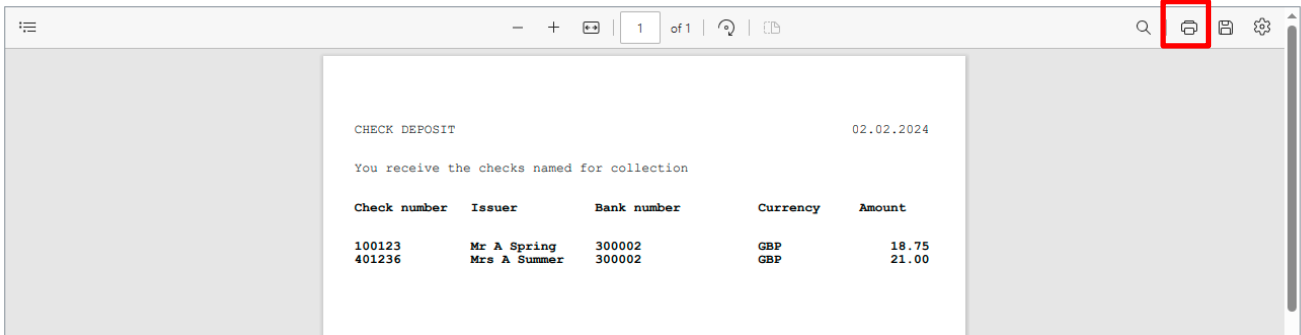 1 of 1
CHECK DEPOSIT 02.02.2024
You receive the checks named for collection
Check number Issuer Bank number Currency Amount
100123 Mr A Spring 300002 GBP 18.75
401236 Mrs A Summer 300002 GBP 21.00